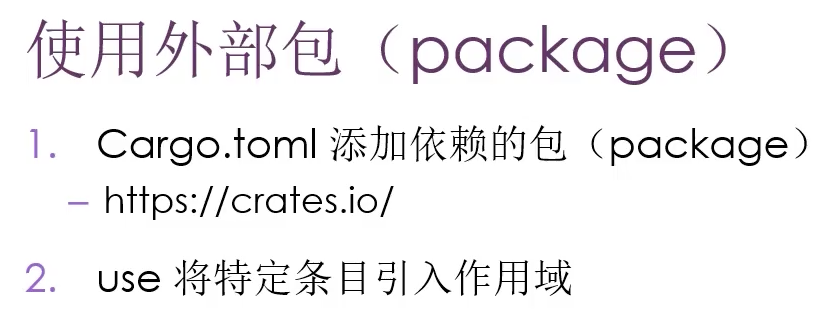 使用外部包（package）
1. Cargo.toml 添加依赖的包（package）
– https://crates.io/
2. use 将特定条目引入作用域